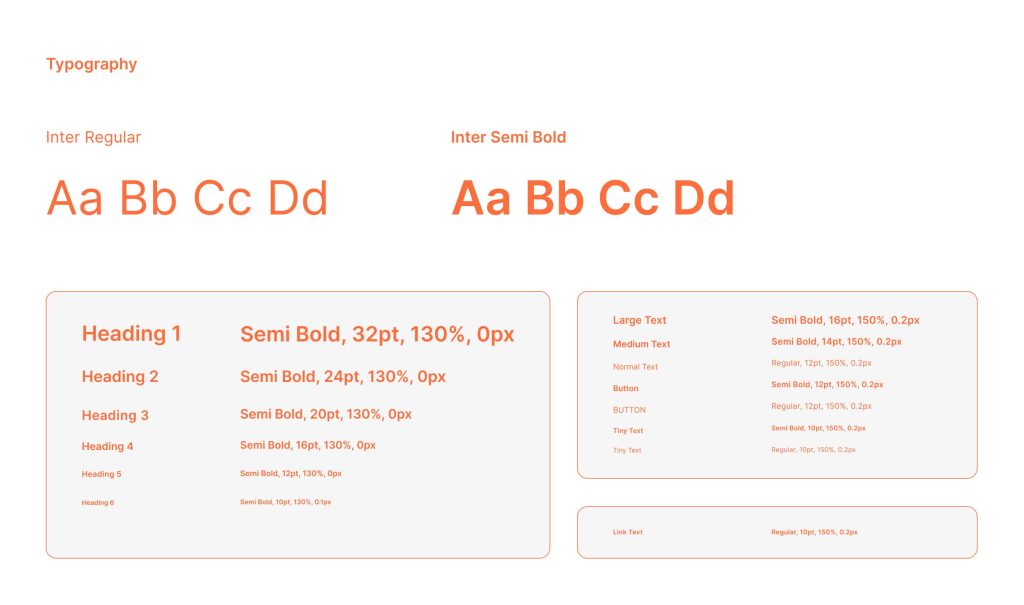 Typography
Inter Regular
Aa Bb Cc Dd
Inter Semi Bold
Aa Bb Cc Dd
Heading 1 Semi Bold, 32pt, 130%, 0px
Heading 2 Semi Bold, 24pt, 130%, 0px
Heading 3 Semi Bold, 20pt, 130%, 0px
Heading 4 Semi Bold, 16pt, 130%, 0px
Heading 5 Semi Bold, 12pt, 130%, 0px
Heading 6 Semi Bold, 10pt, 130%, 0.1px
Large Text Semi Bold, 16pt, 150%, 0.2px
Medium Text Semi Bold, 14pt, 150%, 0.2px
Normal Text Regular, 12pt, 150%, 0.2px
Button Semi Bold, 12pt, 150%, 0.2px
BUTTON Regular, 12pt, 150%, 0.2px
Tiny Text Semi Bold, 10pt, 150%, 0.2px
Tiny Text Regular, 10pt, 150%, 0.2px
Link Text Regular, 10pt, 150%, 0.2px